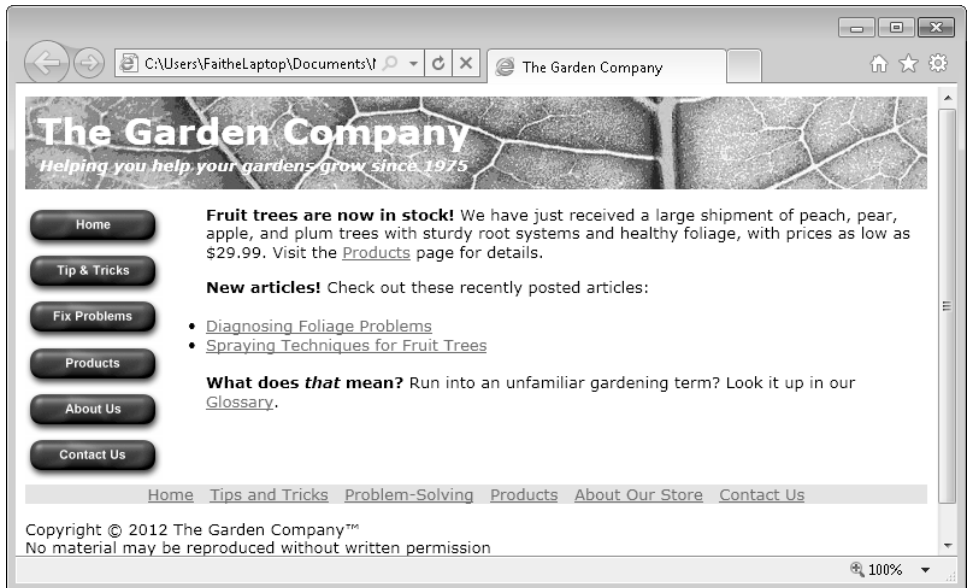 C:\Users\FaitheLaptop\Documents\
The Garden Company
The Garden Company
Helping you help your gardens grow since 1975
Home
Tip & Tricks
Fix Problems
Products
About Us
Contact Us
Fruit trees are now in stock! We have just received a large shipment of peach, pear,
apple, and plum trees with sturdy root systems and healthy foliage, with prices as low as
$29.99. Visit the Products page for details.
New articles! Check out these recently posted articles:
• Diagnosing Foliage Problems
• Spraying Techniques for Fruit Trees
What does that mean? Run into an unfamiliar gardening term? Look it up in our
Glossary.
Home Tips and Tricks Problem-Solving Products About Our Store Contact Us
Copyright © 2012 The Garden Company™
No material may be reproduced without written permission
100%